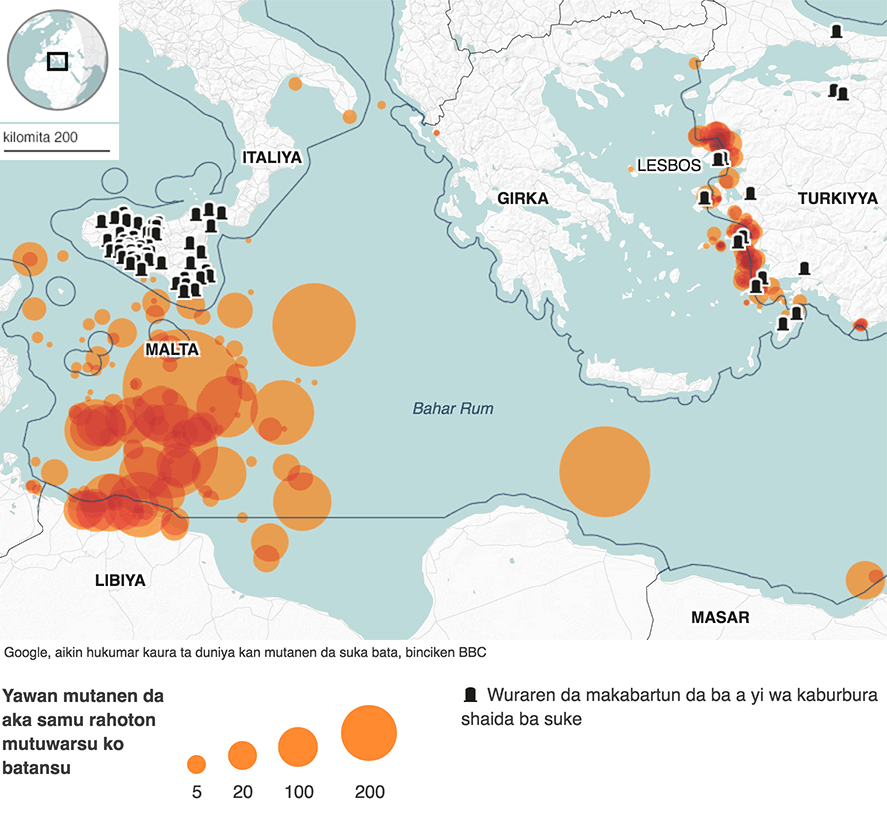 kilomita 200
ITALIYA
LESBOS
GIRKA
TURKIYYA
MALTA
Bahar Rum
LIBIYA
MASAR
Google, aikin hukumar kaura ta duniya kan mutanen da suka bata, binciken BBC
Yawan mutanen da
aka samu rahoton
mutuwarsu ko
batansu
5 20 100 200
Wuraren da makabartun da ba a yi wa kaburbura
shaida ba suke